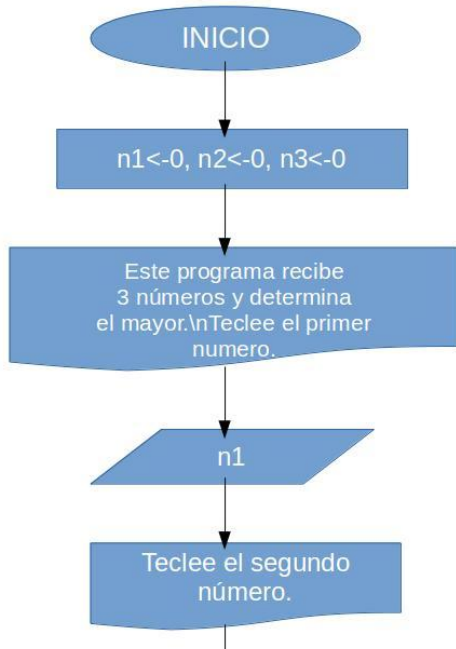 INICIO
n1<-0, n2<-0, n3<-0
Este programa recibe
3 números y determina
el mayor.\nTeclee el primer
numero.
n1
Teclee el segundo
número.